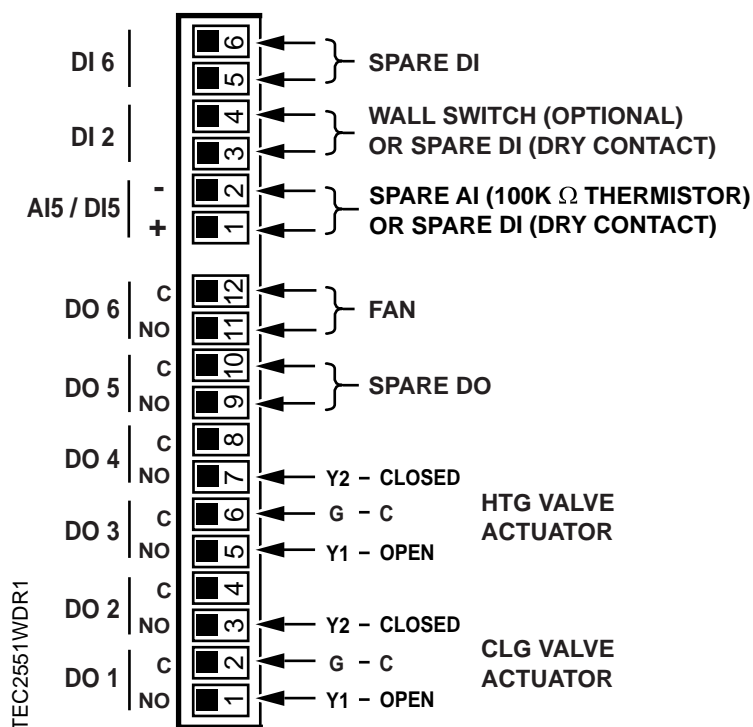 DI 6
6
5
SPARE DI
DI 2
4
3
WALL SWITCH (OPTIONAL)
OR SPARE DI (DRY CONTACT)
AI5 / DI5
-
+
2
1
SPARE AI (100K Ω THERMISTOR)
OR SPARE DI (DRY CONTACT)
DO 6
C
NO
12
11
FAN
DO 5
C
NO
10
9
SPARE DO
DO 4
C
NO
8
7
Y2 – CLOSED
DO 3
C
NO
6
5
G – C
Y1 – OPEN
HTG VALVE
ACTUATOR
DO 2
C
NO
4
3
Y2 – CLOSED
DO 1
C
NO
2
1
G – C
Y1 – OPEN
CLG VALVE
ACTUATOR
TEC2551WDR1